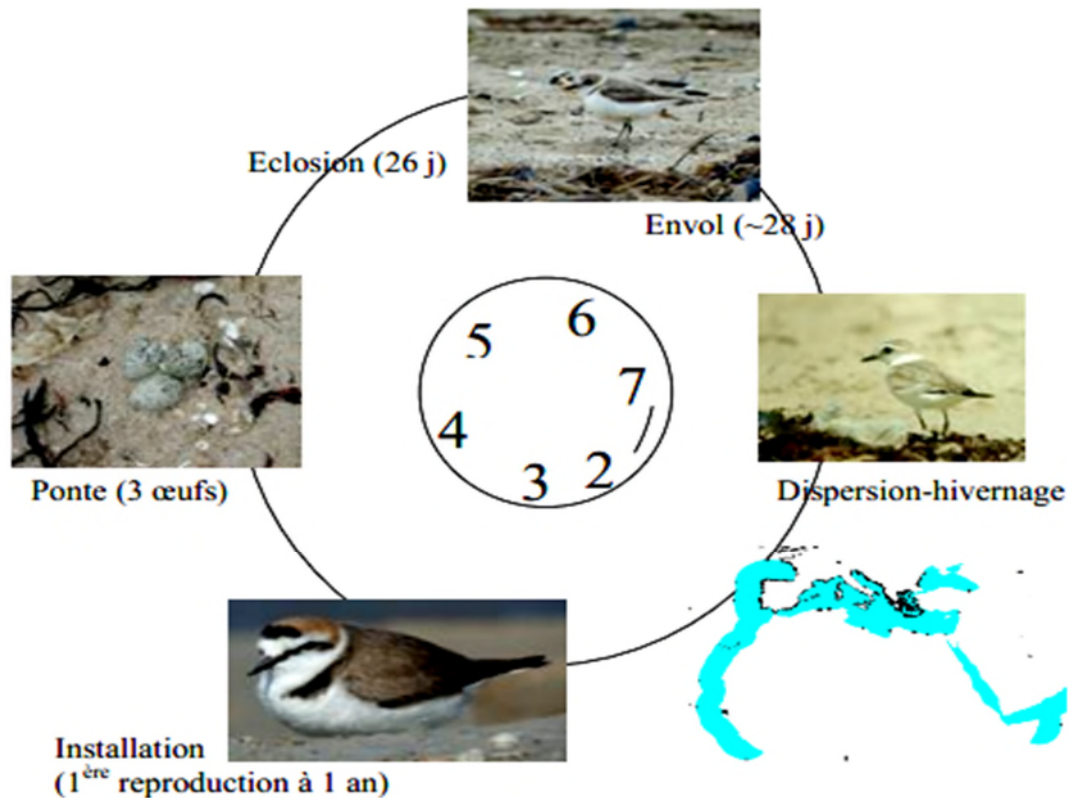 Eclosion (26 j)
Envol (~28 j)
5
6
7
4
3
2
Ponte (3 œufs)
Dispersion-hivernage
Installation
(1ère reproduction à 1 an)